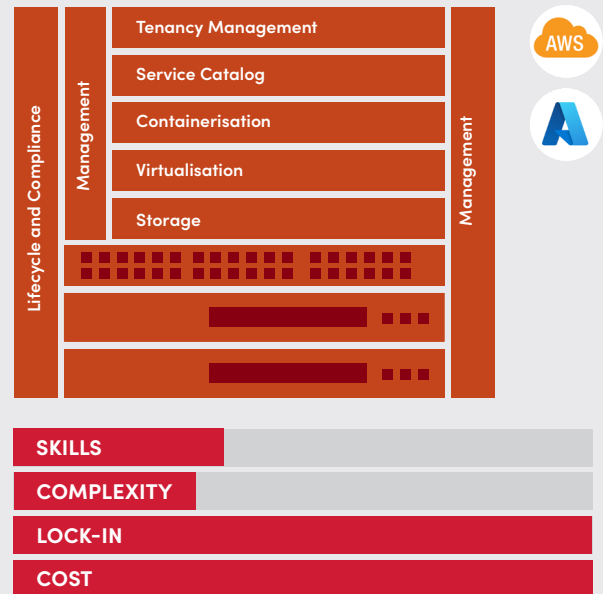 Lifecycle and Compliance
Management
Tenancy Management
Service Catalog
Containerisation
Virtualisation
Storage
Management
AWS
SKILLS
COMPLEXITY
LOCK-IN
COST